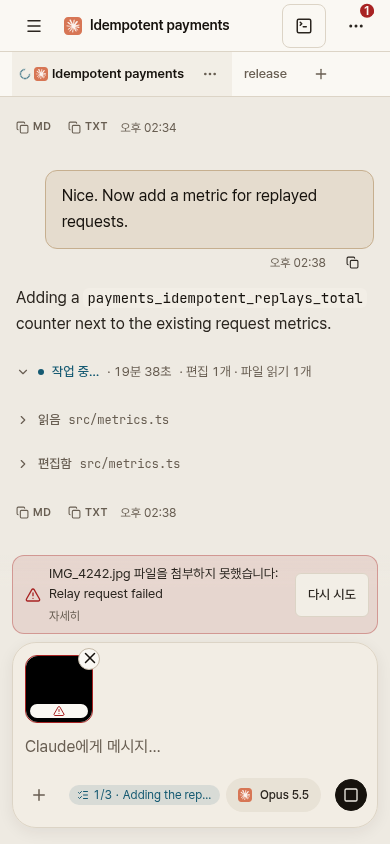 Idempotent payments
1
Idempotent payments
release
MD TXT 오후 02:34
Nice. Now add a metric for replayed
requests.
오후 02:38
Adding a payments_idempotent_replays_total
counter next to the existing request metrics.
작업 중... · 19분 38초 · 편집 1개 · 파일 읽기 1개
읽음 src/metrics.ts
편집함 src/metrics.ts
MD TXT 오후 02:38
IMG_4242.jpg 파일을 첨부하지 못했습니다:
Relay request failed
자세히
다시 시도
Claude에게 메시지...
1/3 · Adding the rep...
Opus 5.5